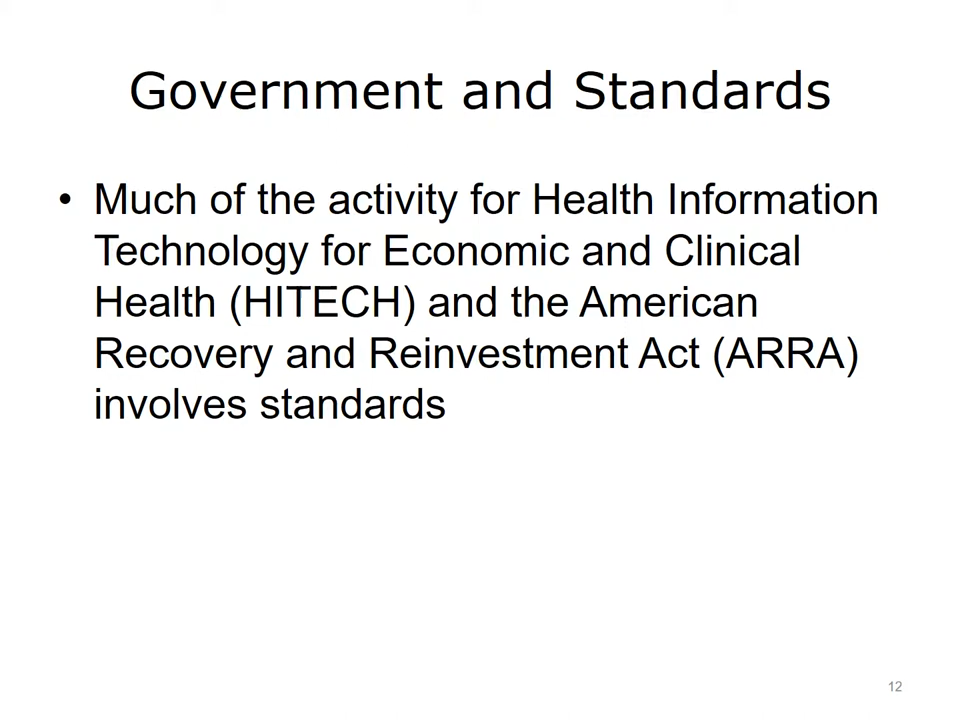 Government and Standards
• Much of the activity for Health Information
Technology for Economic and Clinical
Health (HITECH) and the American
Recovery and Reinvestment Act (ARRA)
involves standards
12